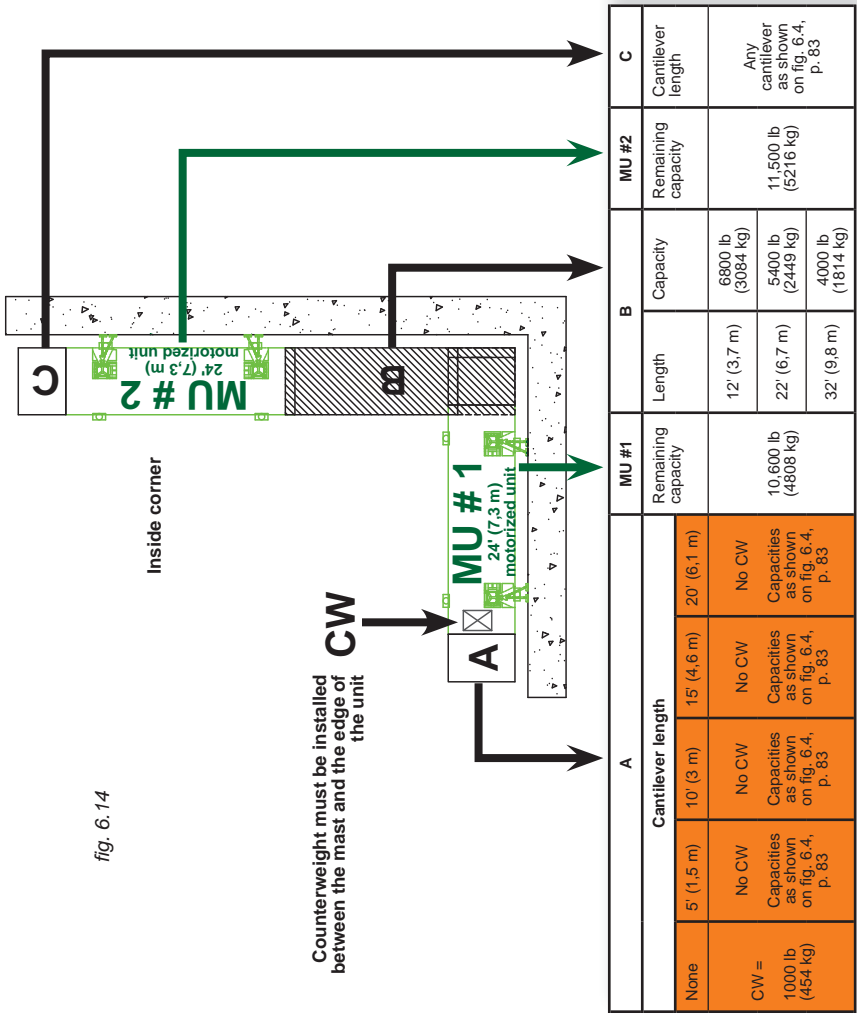 fig. 6.14
Inside corner
Counterweight must be installed
between the mast and the edge of
the unit
CW
C
MU # 2
24' (7,3 m)
motorized unit
B
MU # 1
24' (7,3 m)
motorized unit
A
A
MU #1
B
MU #2
C
Cantilever length
Remaining
capacity
Length
Capacity
Remaining
capacity
Cantilever
length
None
5' (1,5 m)
10' (3 m)
15' (4,6 m)
20' (6,1 m)
CW =
1000 lb
(454 kg)
No CW
Capacities
as shown
on fig. 6.4,
p. 83
No CW
Capacities
as shown
on fig. 6.4,
p. 83
No CW
Capacities
as shown
on fig. 6.4,
p. 83
No CW
Capacities
as shown
on fig. 6.4,
p. 83
10,600 lb
(4808 kg)
12' (3,7 m)
6800 lb
(3084 kg)
22' (6,7 m)
5400 lb
(2449 kg)
32' (9,8 m)
4000 lb
(1814 kg)
11,500 lb
(5216 kg)
Any
cantilever
as shown
on fig. 6.4,
p. 83